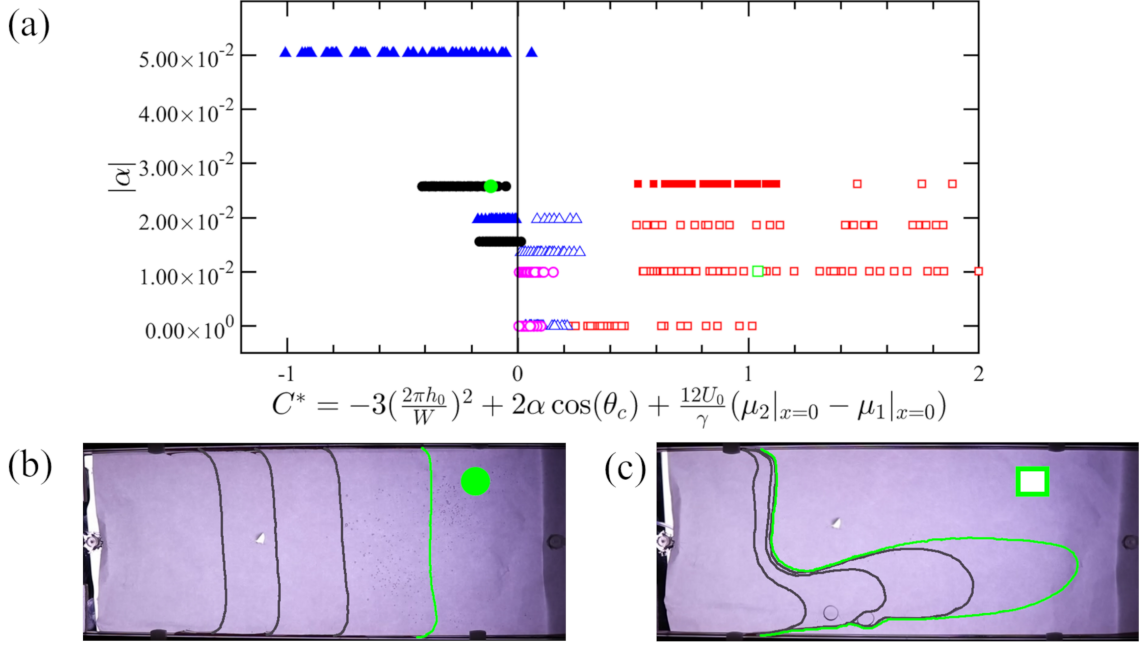 (a)
5.00×10⁻²
4.00×10⁻²
3.00×10⁻²
2.00×10⁻²
1.00×10⁻²
0.00×10⁰
|α|
-1 0 1 2
C* = −3(2πh₀/W)² + 2α cos(θ_c) + 12U₀/γ (μ₂|ₓ₌₀ − μ₁|ₓ₌₀)
(b) (c)